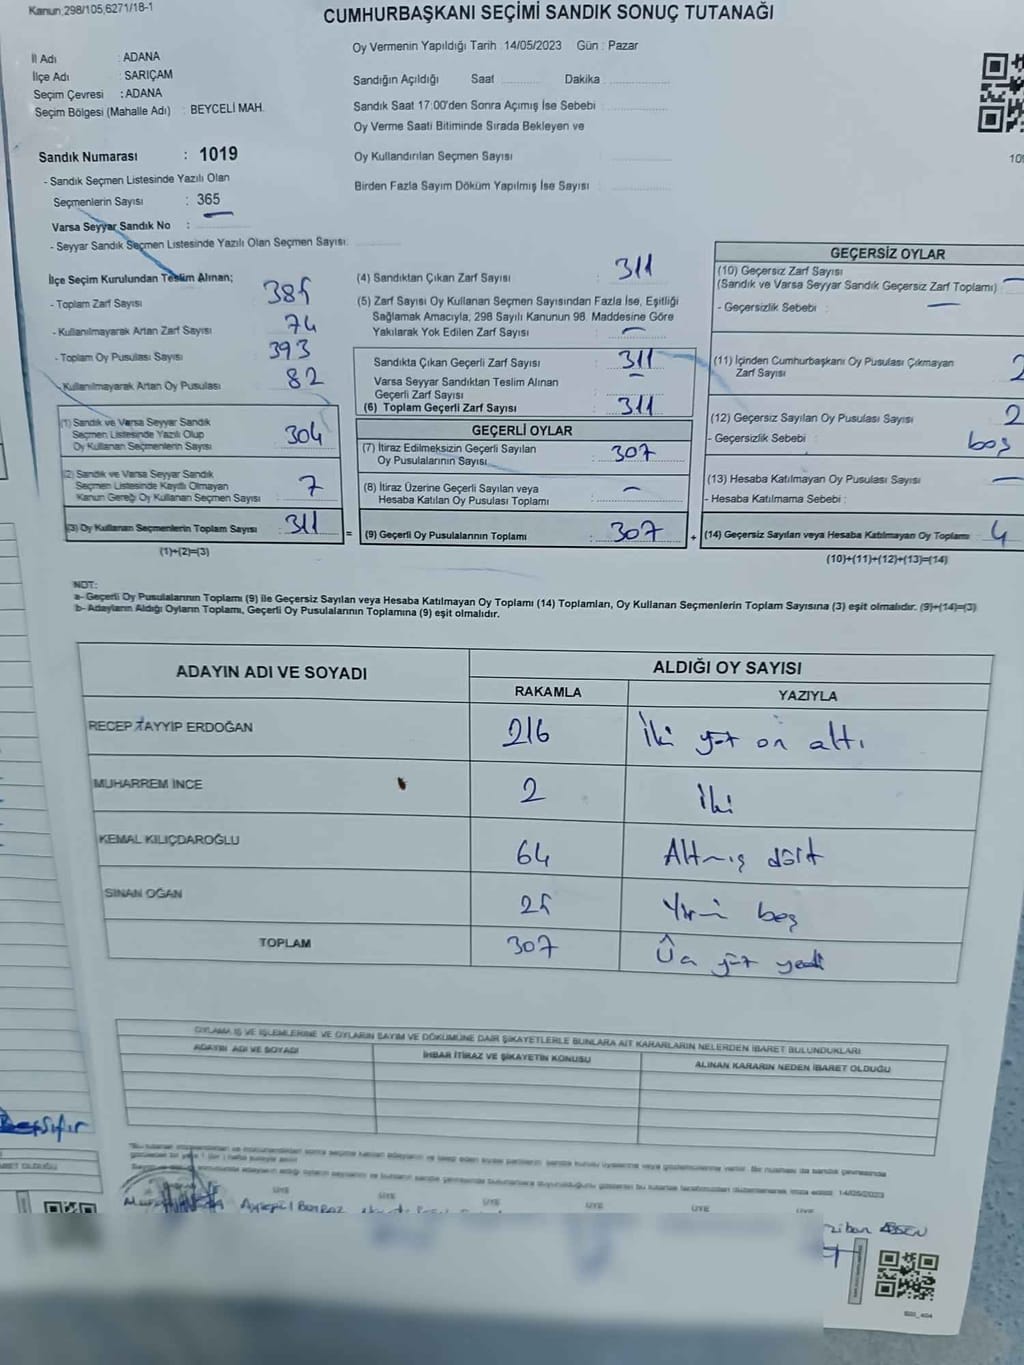 Kanun 298/105,6271/18-1
CUMHURBAŞKANI SEÇİMİ SANDIK SONUÇ TUTANAĞI
İl Adı : ADANA
İlçe Adı : SARIÇAM
Seçim Çevresi : ADANA
Seçim Bölgesi (Mahalle Adı) : BEYCELİ MAH.
Oy Vermenin Yapıldığı Tarih : 14/05/2023 Gün : Pazar
Sandığın Açıldığı Saat Dakika
Sandık Saat 17:00'den Sonra Açımış İse Sebebi :
Oy Verme Saati Bitiminde Sırada Bekleyen ve
Oy Kullandırılan Seçmen Sayısı :
Birden Fazla Sayım Döküm Yapılmış İse Sayısı :
Sandık Numarası : 1019
- Sandık Seçmen Listesinde Yazılı Olan
Seçmenlerin Sayısı : 365
Varsa Seyyar Sandık No :
- Seyyar Sandık Seçmen Listesinde Yazılı Olan Seçmen Sayısı:
İlçe Seçim Kurulundan Teslim Alınan;
- Toplam Zarf Sayısı 385
- Kullanılmayarak Artan Zarf Sayısı 74
- Toplam Oy Pusulası Sayısı 393
- Kullanılmayarak Artan Oy Pusulası 82
(1) Sandık ve Varsa Seyyar Sandık
Seçmen Listesinde Yazılı Olup
Oy Kullanan Seçmenlerin Sayısı 304
(2) Sandık ve Varsa Seyyar Sandık
Seçmen Listesinde Kayıtlı Olmayan
Kanun Gereği Oy Kullanan Seçmen Sayısı 7
(3) Oy Kullanan Seçmenlerin Toplam Sayısı 311 =
(1)+(2)=(3)
(4) Sandıktan Çıkan Zarf Sayısı : 311
(5) Zarf Sayısı Oy Kullanan Seçmen Sayısından Fazla İse, Eşitliği
Sağlamak Amacıyla, 298 Sayılı Kanunun 98. Maddesine Göre
Yakılarak Yok Edilen Zarf Sayısı : –
Sandıkta Çıkan Geçerli Zarf Sayısı : 311
Varsa Seyyar Sandıktan Teslim Alınan
Geçerli Zarf Sayısı : –
(6) Toplam Geçerli Zarf Sayısı : 311
GEÇERLİ OYLAR
(7) İtiraz Edilmeksizin Geçerli Sayılan
Oy Pusulalarının Sayısı : 307
(8) İtiraz Üzerine Geçerli Sayılan veya
Hesaba Katılan Oy Pusulası Toplamı : –
(9) Geçerli Oy Pusulalarının Toplamı : 307 +
GEÇERSİZ OYLAR
(10) Geçersiz Zarf Sayısı
(Sandık ve Varsa Seyyar Sandık Geçersiz Zarf Toplamı) –
- Geçersizlik Sebebi : –
(11) İçinden Cumhurbaşkanı Oy Pusulası Çıkmayan
Zarf Sayısı 2
(12) Geçersiz Sayılan Oy Pusulası Sayısı 2
- Geçersizlik Sebebi : boş
(13) Hesaba Katılmayan Oy Pusulası Sayısı –
- Hesaba Katılmama Sebebi :
(14) Geçersiz Sayılan veya Hesaba Katılmayan Oy Toplamı 4
(10)+(11)+(12)+(13)=(14)
NOT:
a- Geçerli Oy Pusulalarının Toplamı (9) ile Geçersiz Sayılan veya Hesaba Katılmayan Oy Toplamı (14) Toplamları, Oy Kullanan Seçmenlerin Toplam Sayısına (3) eşit olmalıdır. (9)+(14)=(3)
b- Adayların Aldığı Oyların Toplamı, Geçerli Oy Pusulalarının Toplamına (9) eşit olmalıdır.
ADAYIN ADI VE SOYADI ALDIĞI OY SAYISI
RAKAMLA YAZIYLA
RECEP TAYYİP ERDOĞAN 216 İki yüz on altı
MUHARREM İNCE 2 İki
KEMAL KILIÇDAROĞLU 64 Altmış dört
SİNAN OĞAN 25 Yirmi beş
TOPLAM 307 Üç yüz yedi
OYLAMA İŞ VE İŞLEMLERİNE VE OYLARIN SAYIM VE DÖKÜMÜNE DAİR ŞİKAYETLERLE BUNLARA AİT KARARLARIN NELERDEN İBARET BULUNDUKLARI
ADAYIN ADI VE SOYADI İHBAR İTİRAZ VE ŞİKAYETİN KONUSU ALINAN KARARIN NEDEN İBARET OLDUĞU
ÜYE ÜYE ÜYE ÜYE ÜYE ÜYE